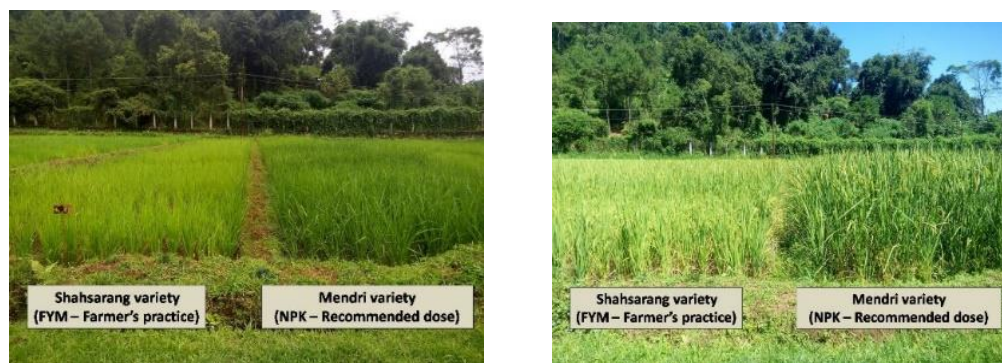 Shahsarang variety
(FYM – Farmer's practice)
Mendri variety
(NPK – Recommended dose)
Shahsarang variety
(FYM – Farmer's practice)
Mendri variety
(NPK – Recommended dose)